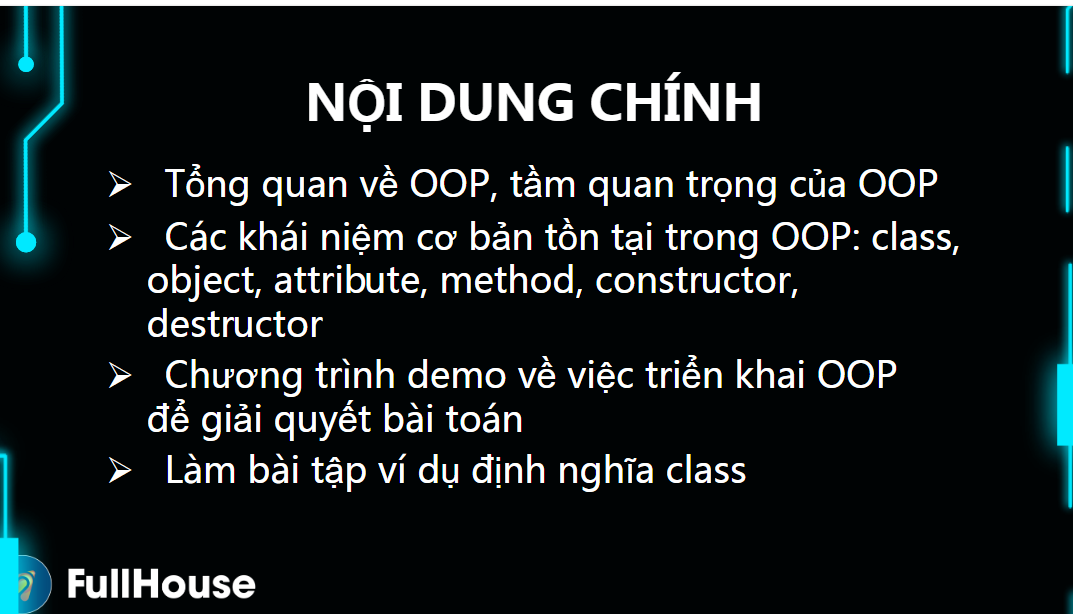 NỘI DUNG CHÍNH
➢ Tổng quan về OOP, tầm quan trọng của OOP
➢ Các khái niệm cơ bản tồn tại trong OOP: class,
object, attribute, method, constructor,
destructor
➢ Chương trình demo về việc triển khai OOP
để giải quyết bài toán
➢ Làm bài tập ví dụ định nghĩa class
FullHouse